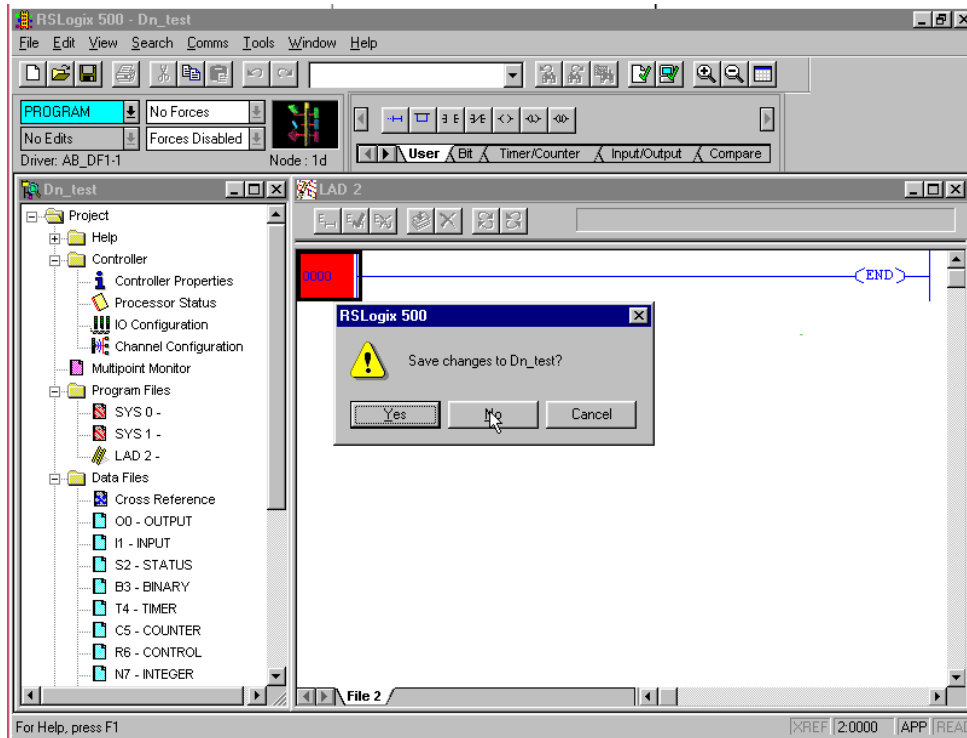 RSLogix 500 - Dn_test
File Edit View Search Comms Tools Window Help
PROGRAM No Forces
No Edits Forces Disabled
Driver: AB_DF1-1 Node : 1d
User Bit Timer/Counter Input/Output Compare
Dn_test
Project
Help
Controller
Controller Properties
Processor Status
IO Configuration
Channel Configuration
Multipoint Monitor
Program Files
SYS 0 -
SYS 1 -
LAD 2 -
Data Files
Cross Reference
O0 - OUTPUT
I1 - INPUT
S2 - STATUS
B3 - BINARY
T4 - TIMER
C5 - COUNTER
R6 - CONTROL
N7 - INTEGER
LAD 2
0000
END
RSLogix 500
Save changes to Dn_test?
Yes No Cancel
File 2
For Help, press F1
XREF 2:0000 APP READ